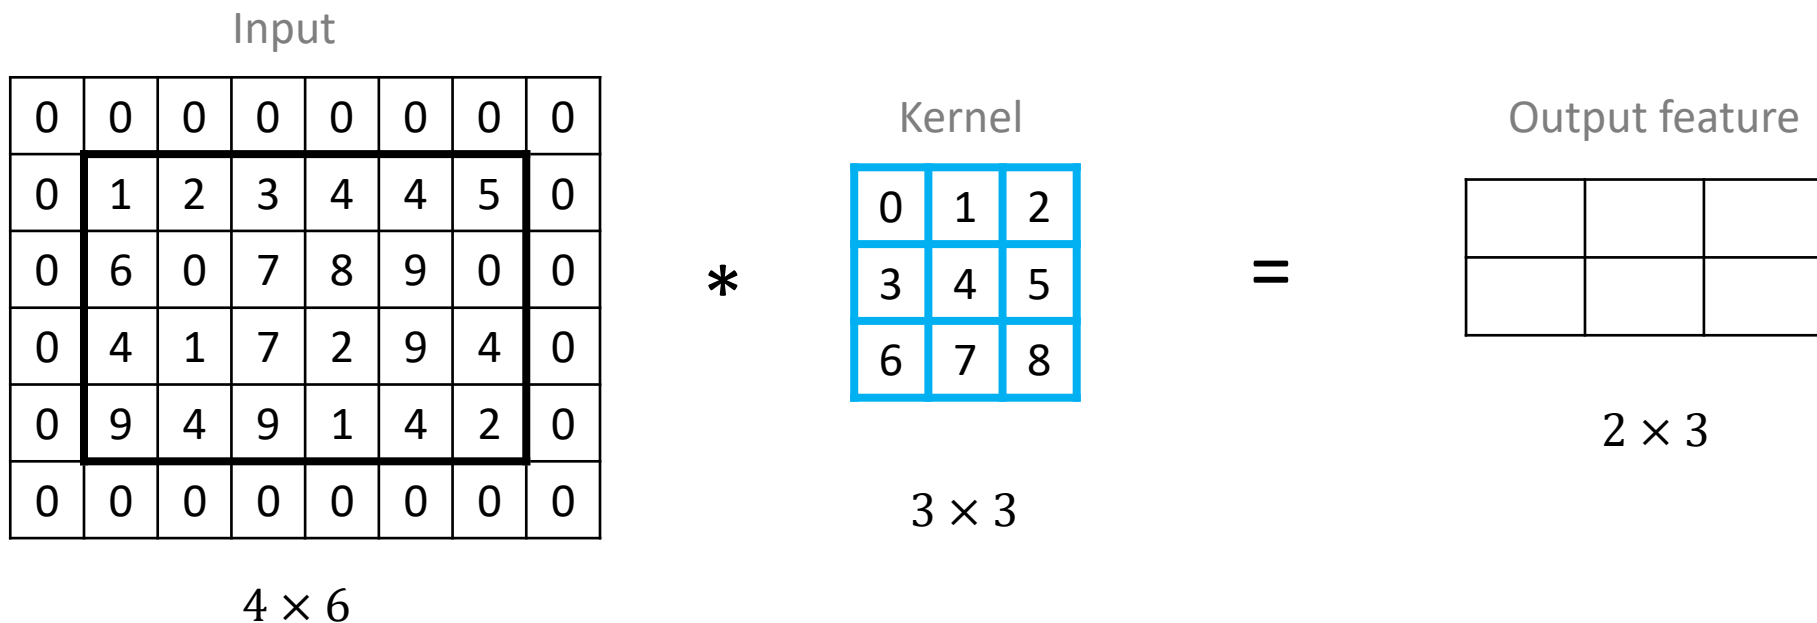 Input
Kernel
Output feature
0 0 0 0 0 0 0 0
0 1 2 3 4 4 5 0
0 6 0 7 8 9 0 0
0 4 1 7 2 9 4 0
0 9 4 9 1 4 2 0
0 0 0 0 0 0 0 0
4 × 6
*
0 1 2
3 4 5
6 7 8
3 × 3
=
2 × 3